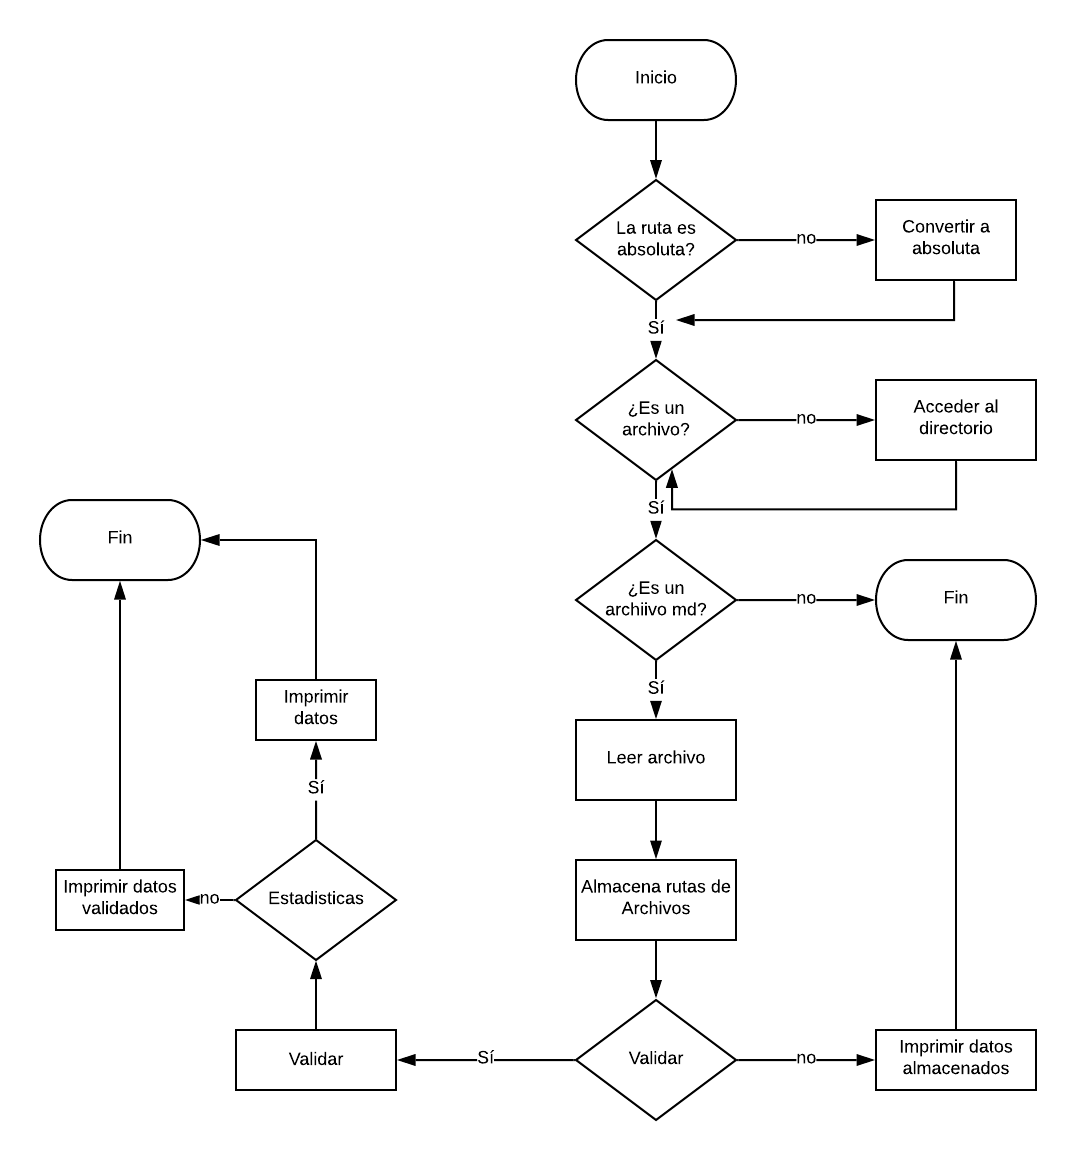 Inicio
La ruta es
absoluta?
no
Convertir a
absoluta
Sí
¿Es un
archivo?
no
Acceder al
directorio
Sí
¿Es un
archiivo md?
no
Fin
Sí
Leer archivo
Almacena rutas de
Archivos
Validar
no
Imprimir datos
almacenados
Sí
Validar
Estadisticas
no
Imprimir datos
validados
Sí
Imprimir
datos
Fin